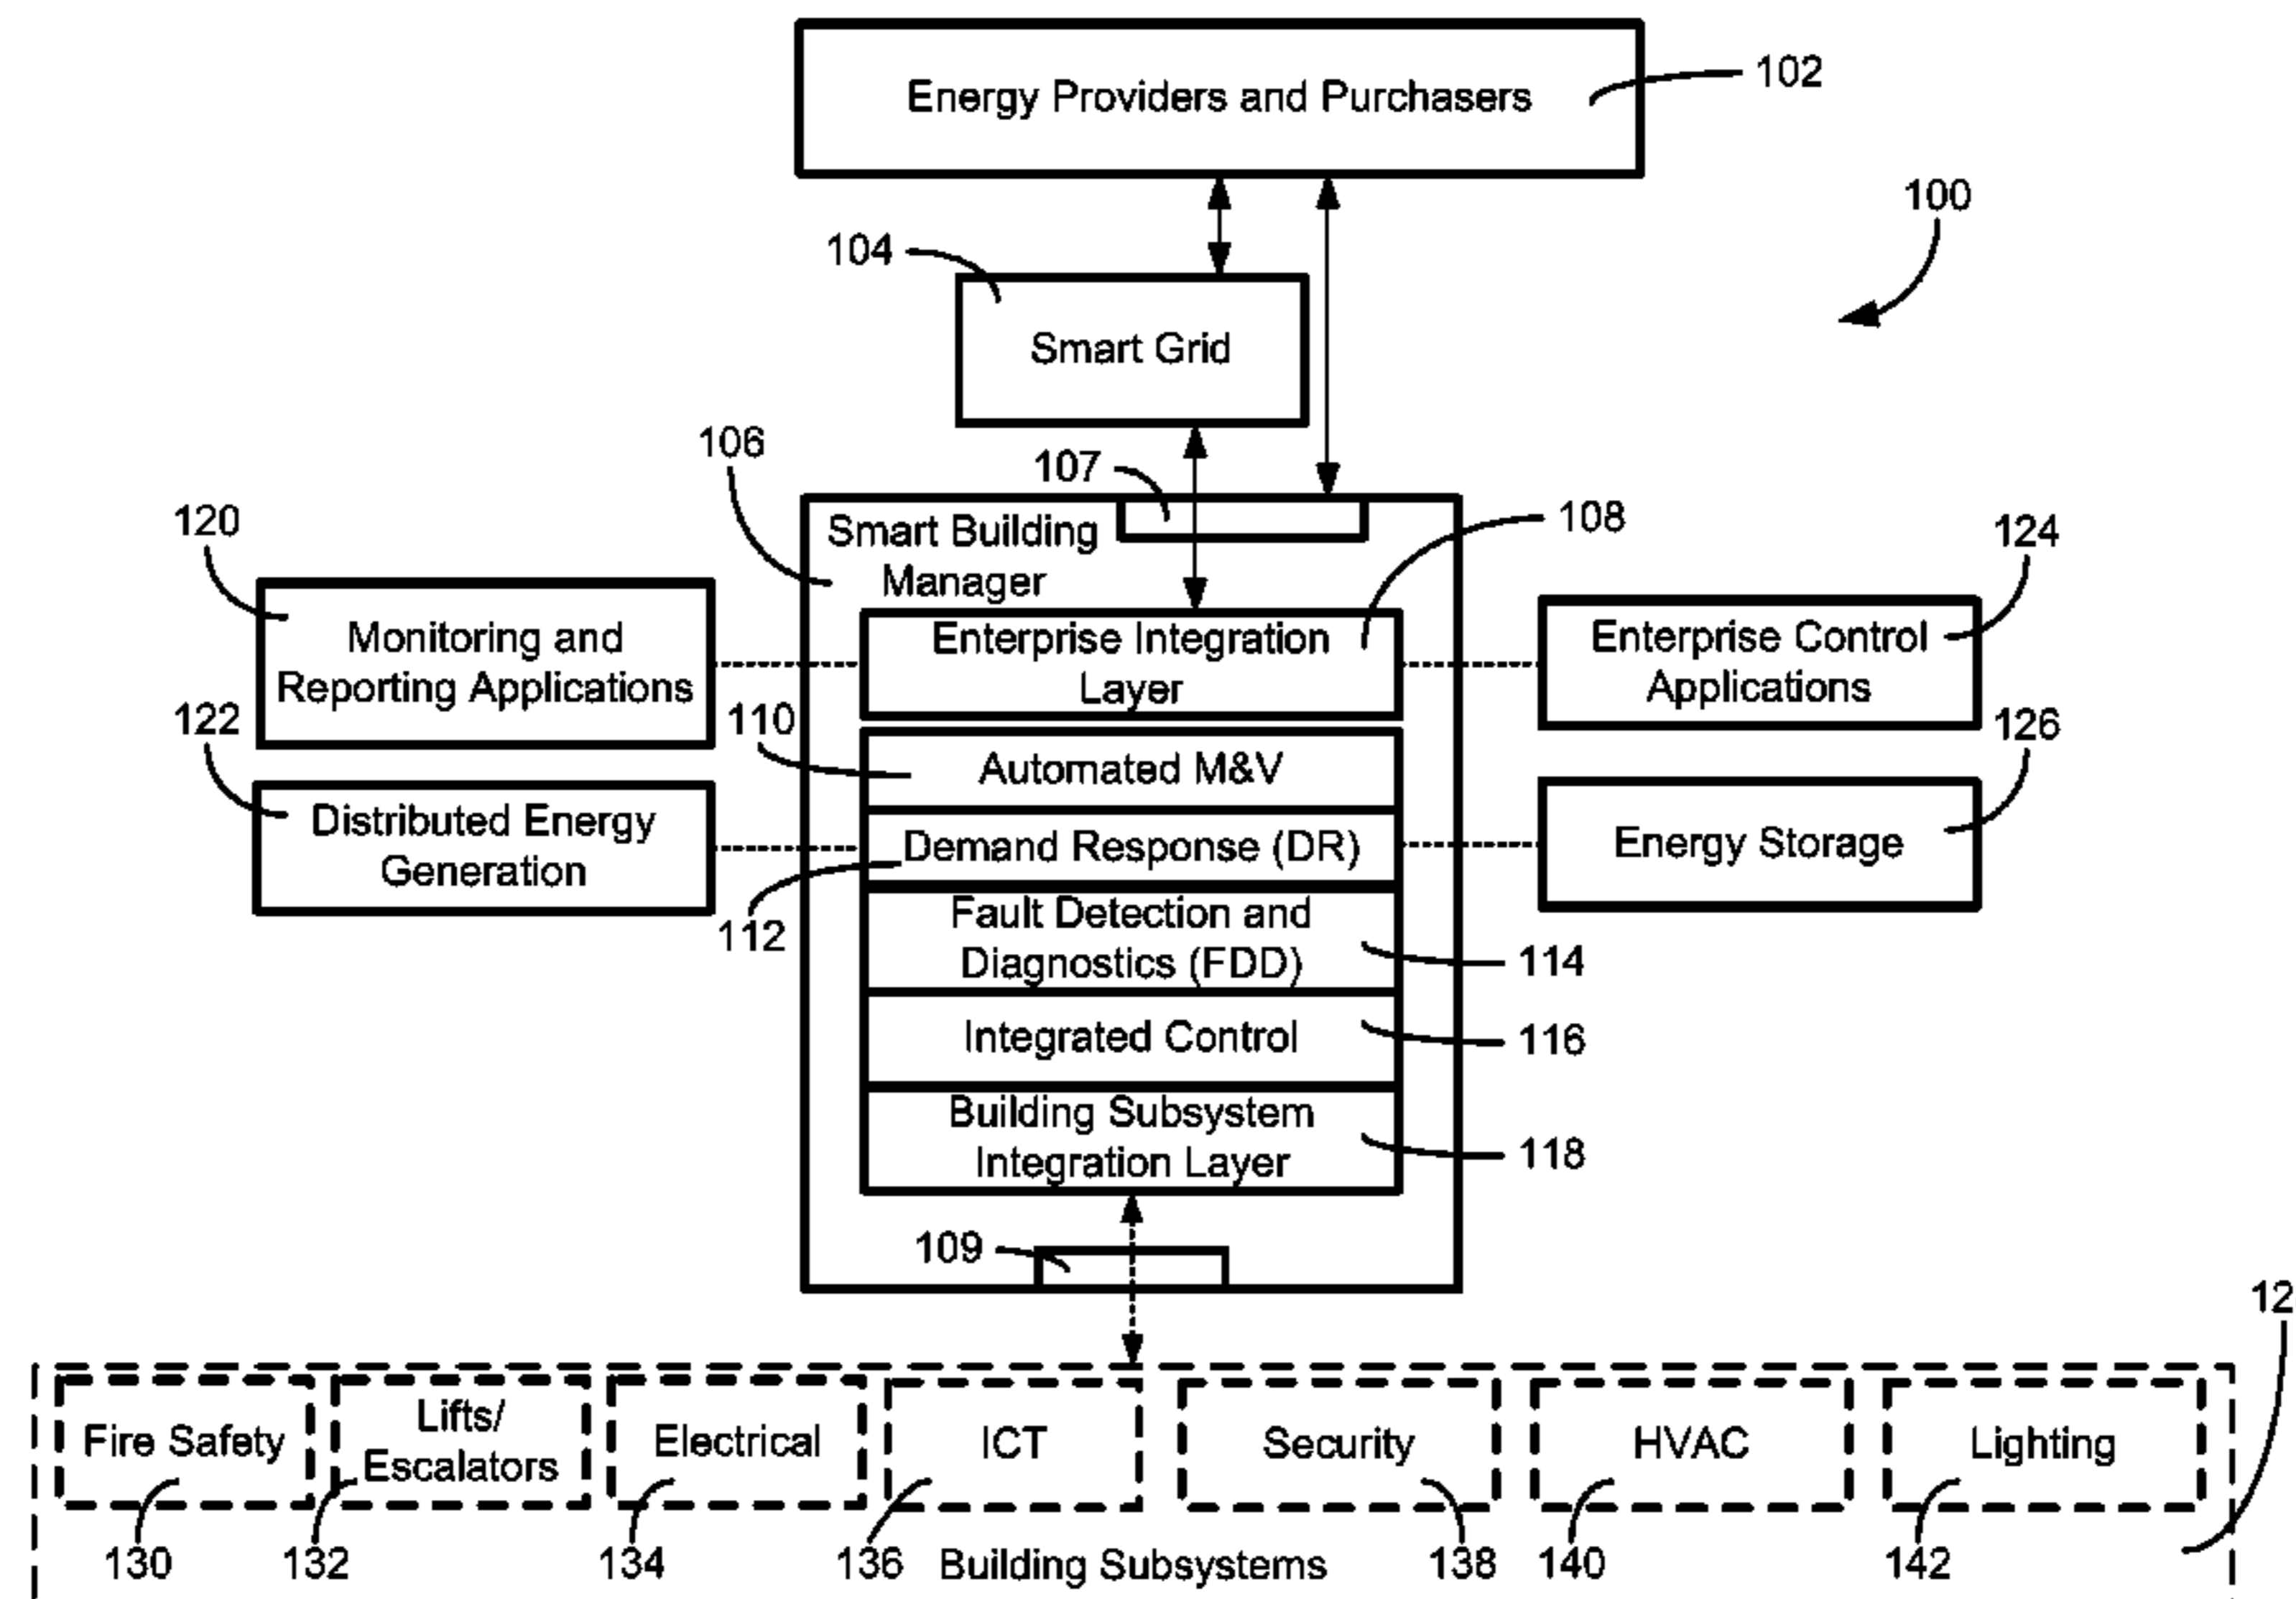 Energy Providers and Purchasers
102
100
104
Smart Grid
106
107
Smart Building
Manager
108
120
124
Monitoring and
Reporting Applications
Enterprise Integration
Layer
Enterprise Control
Applications
122
110
126
Automated M&V
Distributed Energy
Generation
Demand Response (DR)
Energy Storage
112
Fault Detection and
Diagnostics (FDD)
114
Integrated Control
116
Building Subsystem
Integration Layer
118
109
12
Fire Safety
Lifts/
Escalators
Electrical
ICT
Security
HVAC
Lighting
130
132
134
136
Building Subsystems
138
140
142